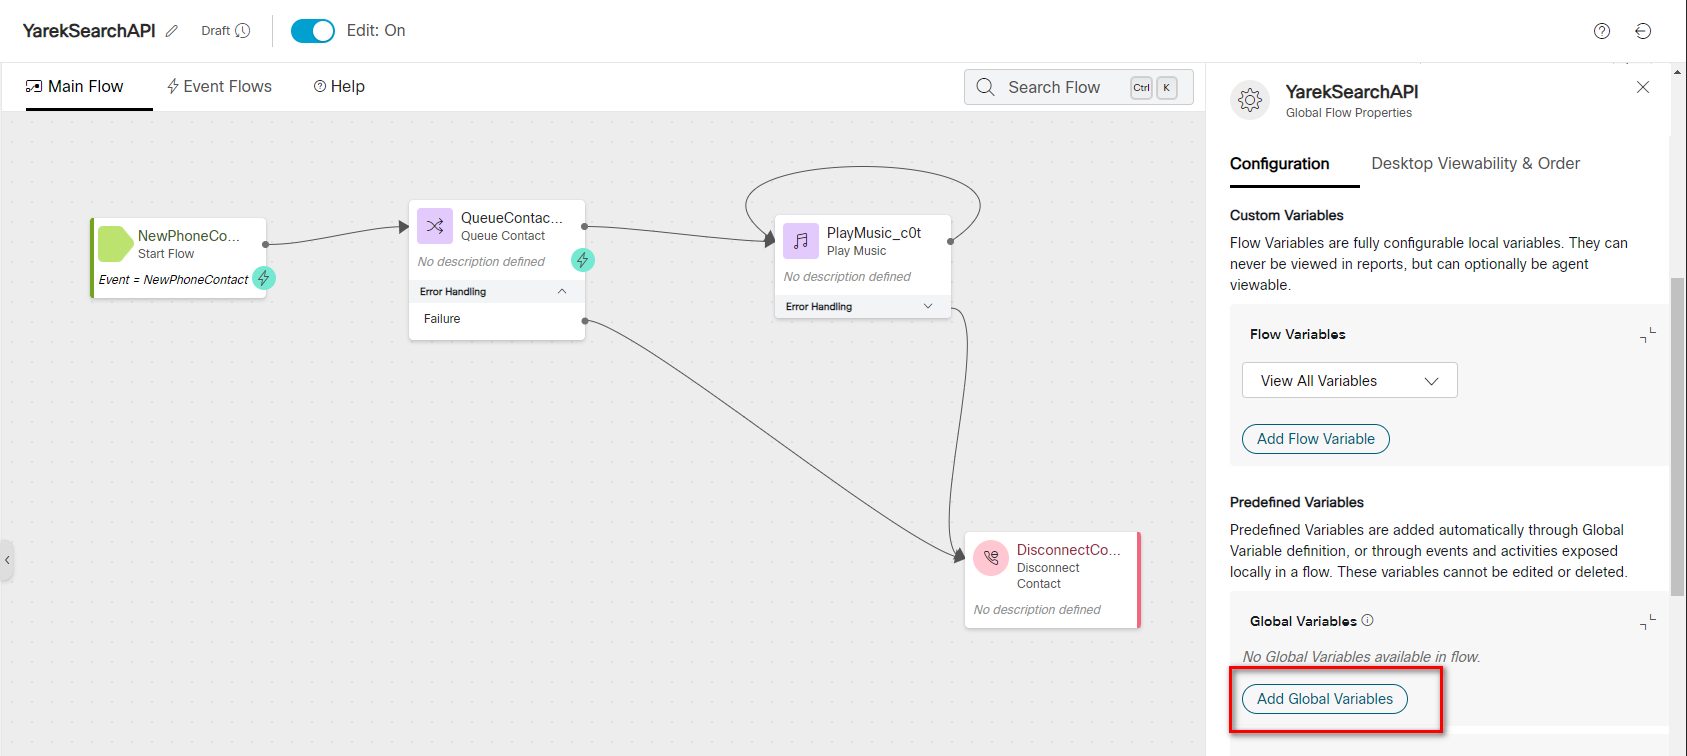 YarekSearchAPI
Draft
Edit: On
Main Flow
Event Flows
Help
Search Flow
Ctrl
K
NewPhoneCo...
Start Flow
Event = NewPhoneContact
QueueContac...
Queue Contact
No description defined
Error Handling
Failure
PlayMusic_c0t
Play Music
No description defined
Error Handling
DisconnectCo...
Disconnect
Contact
No description defined
YarekSearchAPI
Global Flow Properties
Configuration
Desktop Viewability & Order
Custom Variables
Flow Variables are fully configurable local variables. They can
never be viewed in reports, but can optionally be agent
viewable.
Flow Variables
View All Variables
Add Flow Variable
Predefined Variables
Predefined Variables are added automatically through Global
Variable definition, or through events and activities exposed
locally in a flow. These variables cannot be edited or deleted.
Global Variables
No Global Variables available in flow.
Add Global Variables